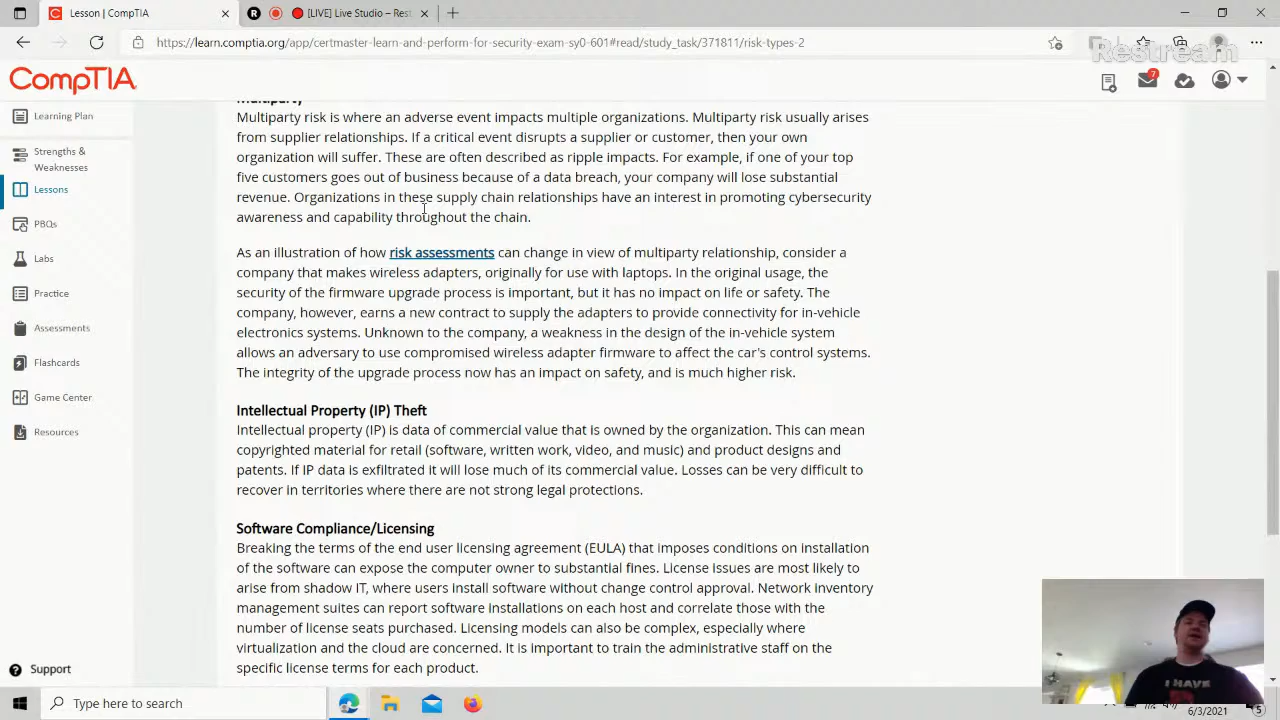 Lesson | CompTIA
[LIVE] Live Studio – Rest
https://learn.comptia.org/app/certmaster-learn-and-perform-for-security-exam-sy0-601#read/study_task/371811/risk-types-2
Restream
CompTIA
7
Learning Plan
Strengths &
Weaknesses
Lessons
PBQs
Labs
Practice
Assessments
Flashcards
Game Center
Resources
Support
Multiparty
Multiparty risk is where an adverse event impacts multiple organizations. Multiparty risk usually arises
from supplier relationships. If a critical event disrupts a supplier or customer, then your own
organization will suffer. These are often described as ripple impacts. For example, if one of your top
five customers goes out of business because of a data breach, your company will lose substantial
revenue. Organizations in these supply chain relationships have an interest in promoting cybersecurity
awareness and capability throughout the chain.
As an illustration of how risk assessments can change in view of multiparty relationship, consider a
company that makes wireless adapters, originally for use with laptops. In the original usage, the
security of the firmware upgrade process is important, but it has no impact on life or safety. The
company, however, earns a new contract to supply the adapters to provide connectivity for in-vehicle
electronics systems. Unknown to the company, a weakness in the design of the in-vehicle system
allows an adversary to use compromised wireless adapter firmware to affect the car's control systems.
The integrity of the upgrade process now has an impact on safety, and is much higher risk.
Intellectual Property (IP) Theft
Intellectual property (IP) is data of commercial value that is owned by the organization. This can mean
copyrighted material for retail (software, written work, video, and music) and product designs and
patents. If IP data is exfiltrated it will lose much of its commercial value. Losses can be very difficult to
recover in territories where there are not strong legal protections.
Software Compliance/Licensing
Breaking the terms of the end user licensing agreement (EULA) that imposes conditions on installation
of the software can expose the computer owner to substantial fines. License Issues are most likely to
arise from shadow IT, where users install software without change control approval. Network inventory
management suites can report software installations on each host and correlate those with the
number of license seats purchased. Licensing models can also be complex, especially where
virtualization and the cloud are concerned. It is important to train the administrative staff on the
specific license terms for each product.
I HAVE
Type here to search
6/3/2021
5